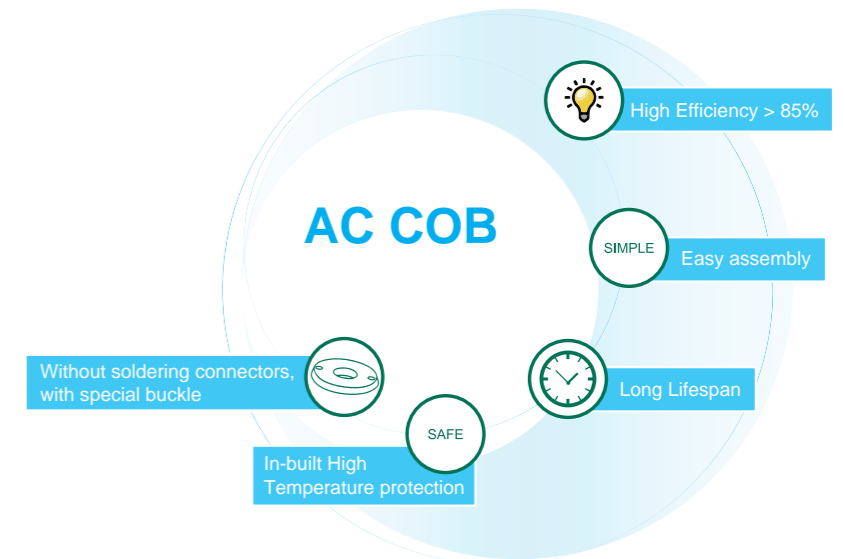 High Efficiency > 85%
AC COB
SIMPLE
Easy assembly
Without soldering connectors,
with special buckle
Long Lifespan
SAFE
In-built High
Temperature protection